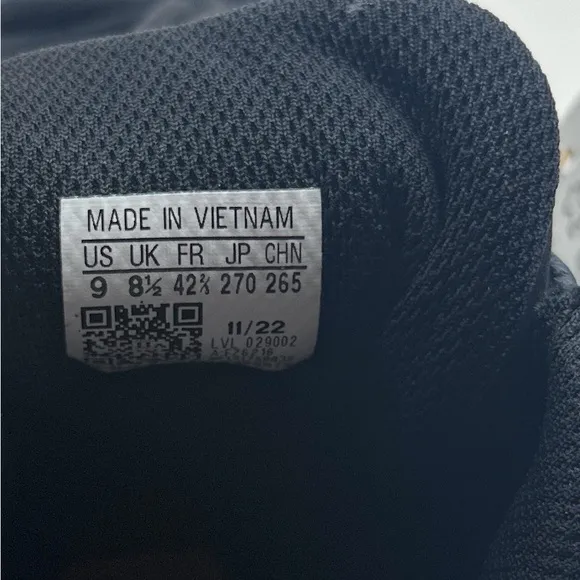 MADE IN VIETNAM
US UK FR JP CHN
9 8½ 42⅔ 270 265
11/22
LVL 029002